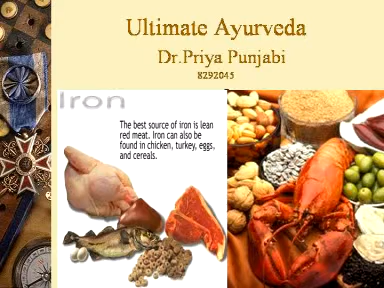 Ultimate Ayurveda
Dr.Priya Punjabi
8292045
Iron
The best source of iron is lean
red meat. Iron can also be
found in chicken, turkey, eggs,
and cereals.